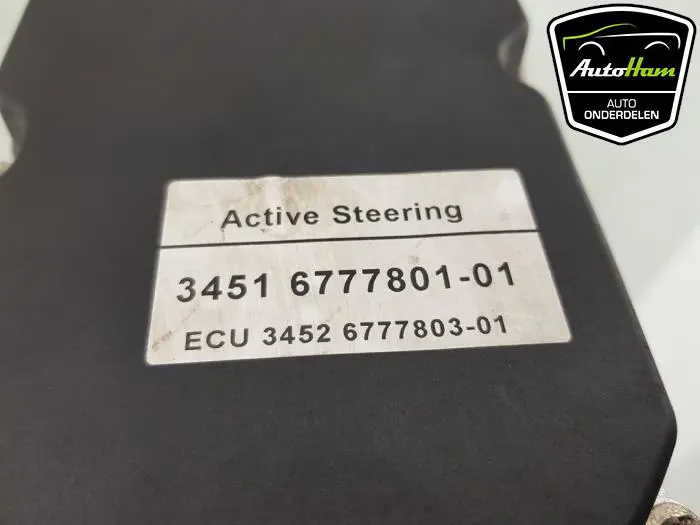 AutoHam
AUTO
ONDERDELEN
Active Steering
3451 6777801-01
ECU 3452 6777803-01